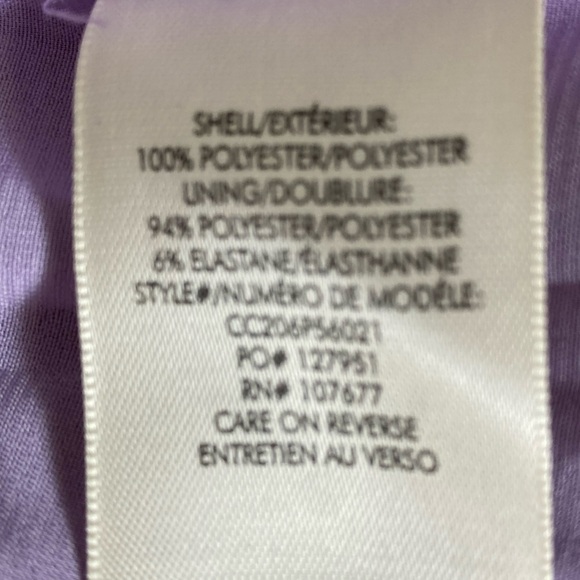 SHELL/EXTÉRIEUR:
100% POLYESTER/POLYESTER
LINING/DOUBLURE:
94% POLYESTER/POLYESTER
6% ELASTANE/ÉLASTHANNE
STYLE#/NUMÉRO DE MODÈLE:
CC206P56021
PO# 127951
RN# 107677
CARE ON REVERSE
ENTRETIEN AU VERSO